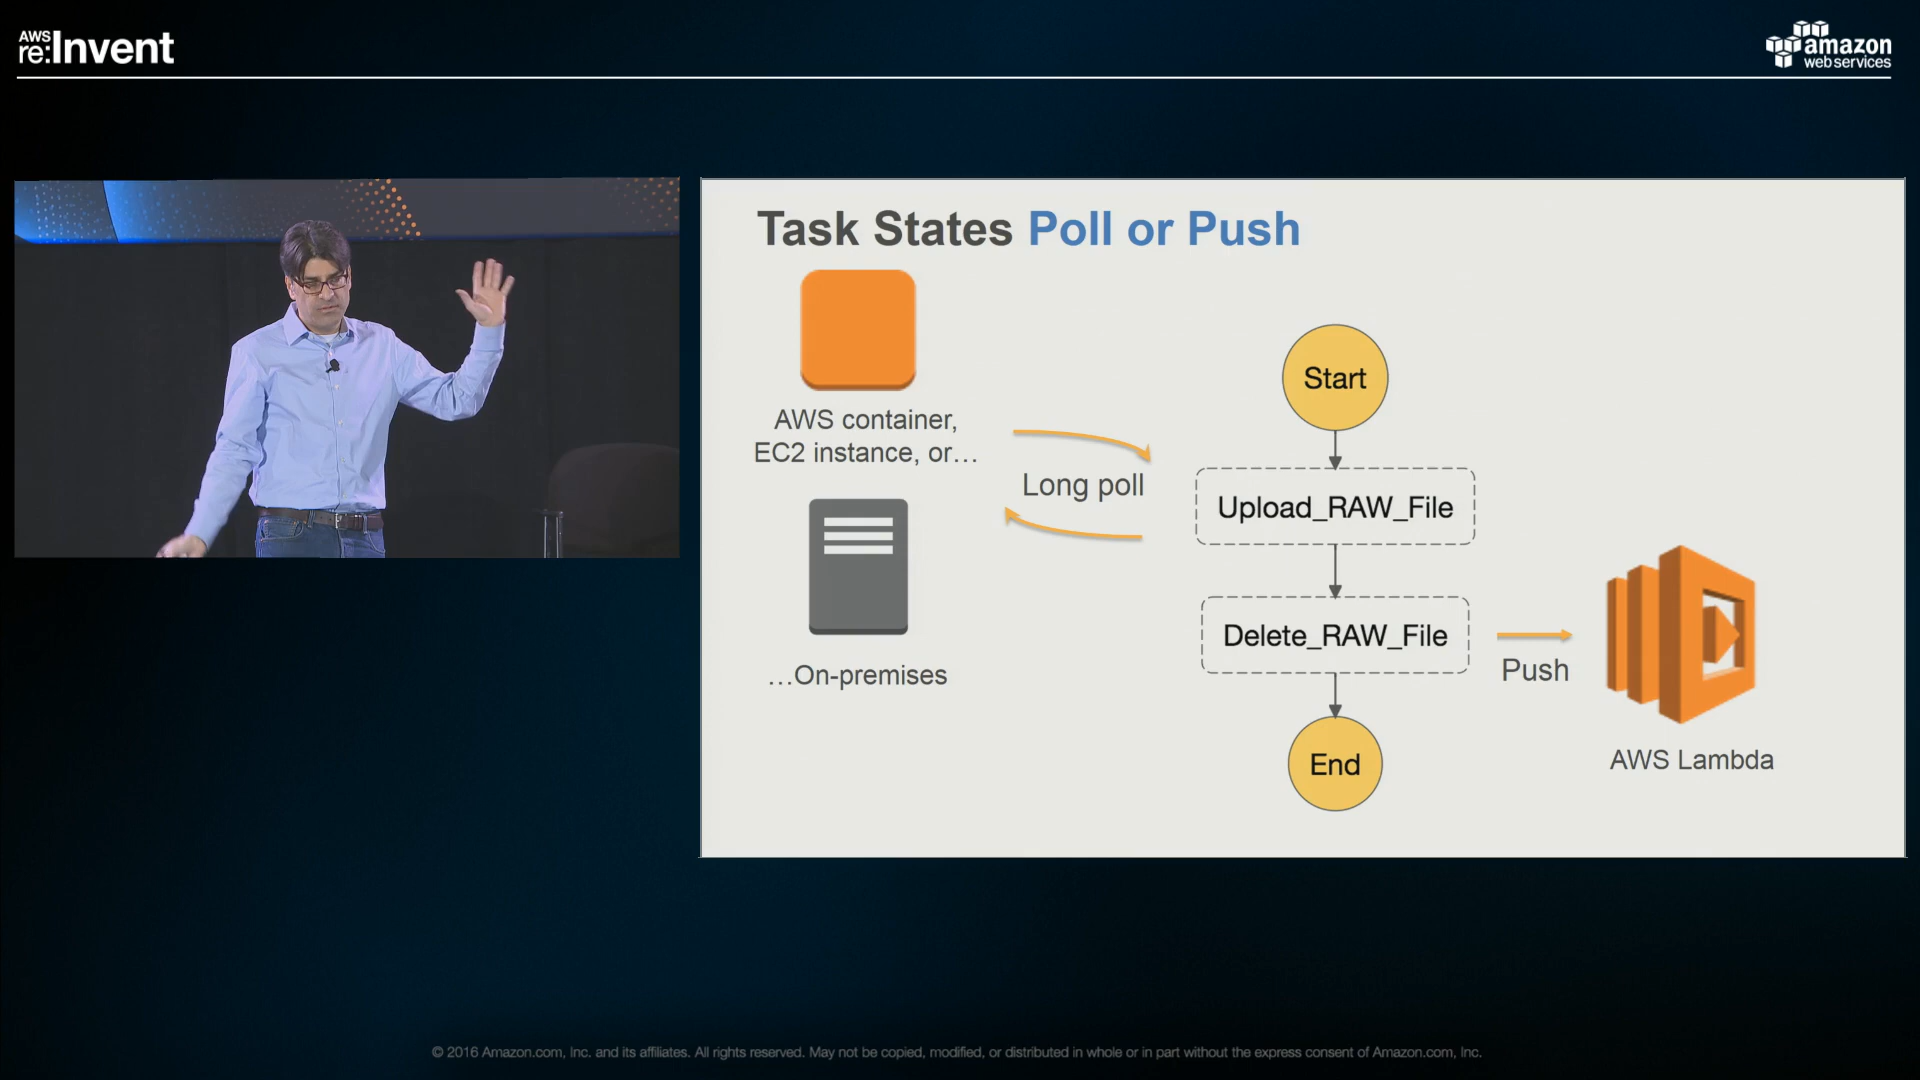 AWS
re:Invent
amazon
web services
Task States Poll or Push
AWS container,
EC2 instance, or…
Long poll
…On-premises
Start
Upload_RAW_File
Delete_RAW_File
End
Push
AWS Lambda
© 2016 Amazon.com, Inc. and its affiliates. All rights reserved. May not be copied, modified, or distributed in whole or in part without the express consent of Amazon.com, Inc.